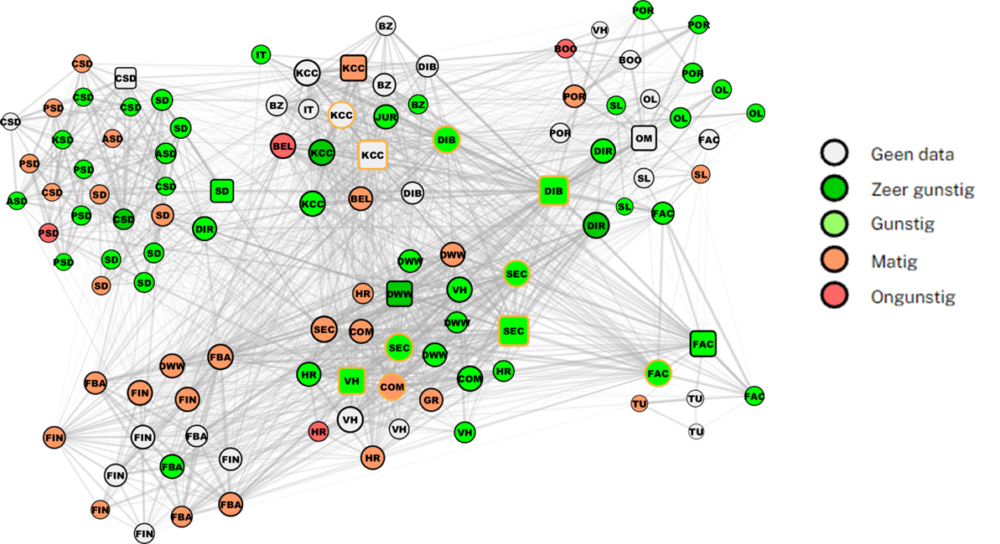 POR
POR
VH
BZ
BOO
IT
BOO
CSD
KCC
KCC
DIB
CSD
POR
BZ
OL
CSD
POR
OL
SD
BZ
BZ
SL
CSD
PSD
IT
OL
KCC
JUR
OL
CSD
SD
POR
OM
FAC
KSD
ASD
DIB
BEL
KCC
KCC
DIR
ASD
PSD
PSD
SL
SL
CSD
SD
CSD
SD
DIB
DIB
BEL
ASD
KCC
SL
FAC
PSD
CSD
SD
DIR
DIR
PSD
SD
SD
DWW
DWW
PSD
SEC
SD
SD
VH
HR
DWW
DWW
SEC
COM
SEC
FAC
SEC
DWW
FBA
DWW
HR
COM
HR
FAC
VH
COM
FBA
FIN
FIN
GR
FAC
TU
TU
VH
VH
HR
VH
TU
FIN
FIN
FBA
HR
FIN
FBA
FIN
FBA
FIN
FBA
FIN
Geen data
Zeer gunstig
Gunstig
Matig
Ongunstig